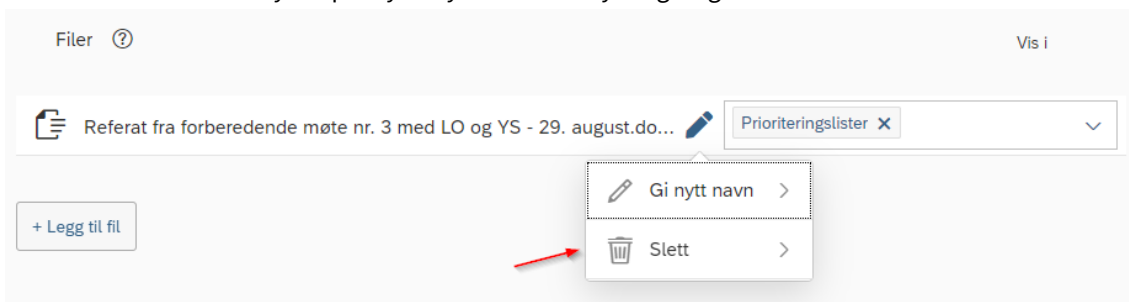 Filer ?
Vis i
Referat fra forberedende møte nr. 3 med LO og YS - 29. august.do...
Prioriteringslister X
Gi nytt navn
+ Legg til fil
Slett